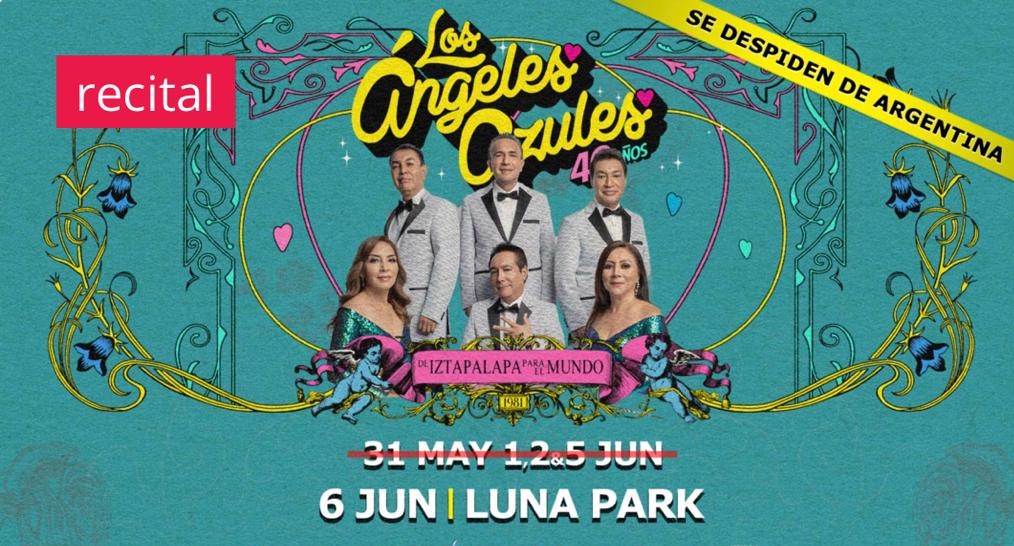 recital
SE DESPIDEN DE ARGENTINA
Los
Ángeles
Azules
40 AÑOS
DE IZTAPALAPA PARA EL MUNDO
1981
31 MAY 1,2&5 JUN
6 JUN | LUNA PARK